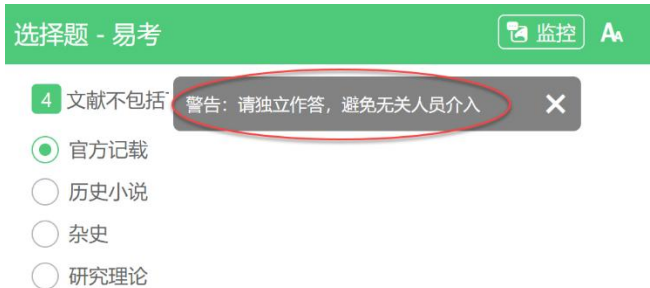 选择题 - 易考
监控 AA
4 文献不包括
警告：请独立作答，避免无关人员介入
官方记载
历史小说
杂史
研究理论